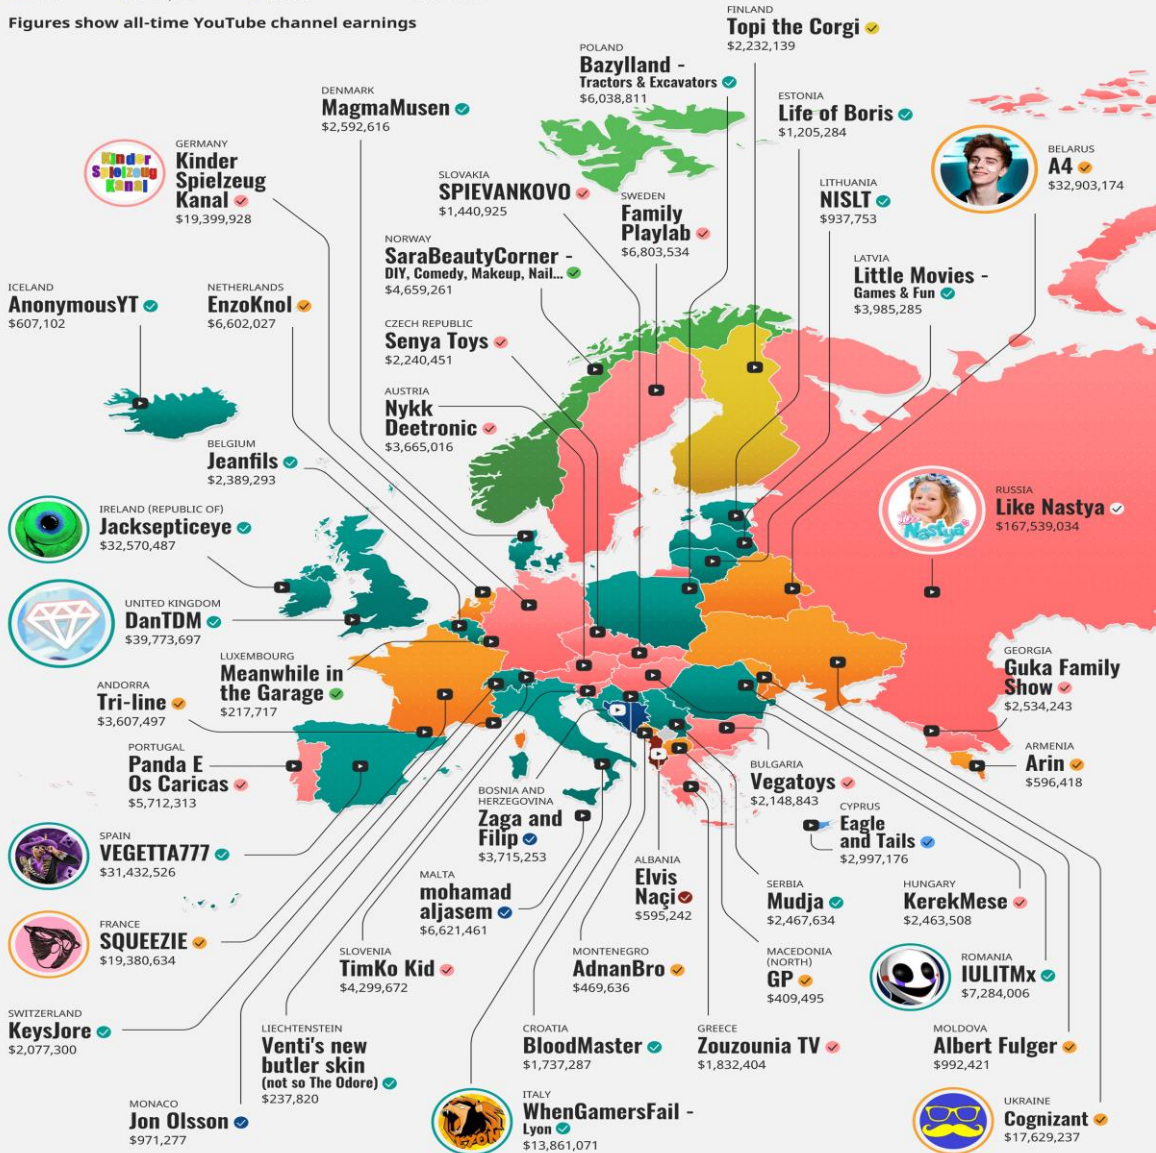 Figures show all-time YouTube channel earnings
FINLAND
Topi the Corgi
$2,232,139
POLAND
Bazylland -
Tractors & Excavators
$6,038,811
DENMARK
MagmaMusen
$2,592,616
ESTONIA
Life of Boris
$1,205,284
GERMANY
Kinder
Spielzeug
Kanal
$19,399,928
Kinder
Spielzeug
Kanal
BELARUS
A4
$32,903,174
SLOVAKIA
SPIEVANKOVO
$1,440,925
SWEDEN
Family
Playlab
$6,803,534
LITHUANIA
NISLT
$937,753
NORWAY
SaraBeautyCorner -
DIY, Comedy, Makeup, Nail...
$4,659,261
LATVIA
Little Movies -
Games & Fun
$3,985,285
ICELAND
AnonymousYT
$607,102
NETHERLANDS
EnzoKnol
$6,602,027
CZECH REPUBLIC
Senya Toys
$2,240,451
AUSTRIA
Nykk
Deetronic
$3,665,016
BELGIUM
Jeanfils
$2,389,293
IRELAND (REPUBLIC OF)
Jacksepticeye
$32,570,487
RUSSIA
Like Nastya
$167,539,034
Like
Nastya
UNITED KINGDOM
DanTDM
$39,773,697
LUXEMBOURG
Meanwhile in
the Garage
$217,717
GEORGIA
Guka Family
Show
$2,534,243
ANDORRA
Tri-line
$3,607,497
PORTUGAL
Panda E
Os Caricas
$5,712,313
ARMENIA
Arin
$596,418
BULGARIA
Vegatoys
$2,148,843
BOSNIA AND
HERZEGOVINA
Zaga and
Filip
$3,715,253
CYPRUS
Eagle
and Tails
$2,997,176
SPAIN
VEGETTA777
$31,432,526
ALBANIA
Elvis
Naçi
$595,242
MALTA
mohamad
aljasem
$6,621,461
SERBIA
Mudja
$2,467,634
HUNGARY
KerekMese
$2,463,508
FRANCE
SQUEEZIE
$19,380,634
SLOVENIA
TimKo Kid
$4,299,672
MONTENEGRO
AdnanBro
$469,636
MACEDONIA
(NORTH)
GP
$409,495
ROMANIA
IULITMx
$7,284,006
SWITZERLAND
KeysJore
$2,077,300
LIECHTENSTEIN
Venti's new
butler skin
(not so The Odore)
$237,820
CROATIA
BloodMaster
$1,737,287
GREECE
Zouzounia TV
$1,832,404
MOLDOVA
Albert Fulger
$992,421
MONACO
Jon Olsson
$971,277
ITALY
WhenGamersFail -
Lyon
$13,861,071
LYON
UKRAINE
Cognizant
$17,629,237